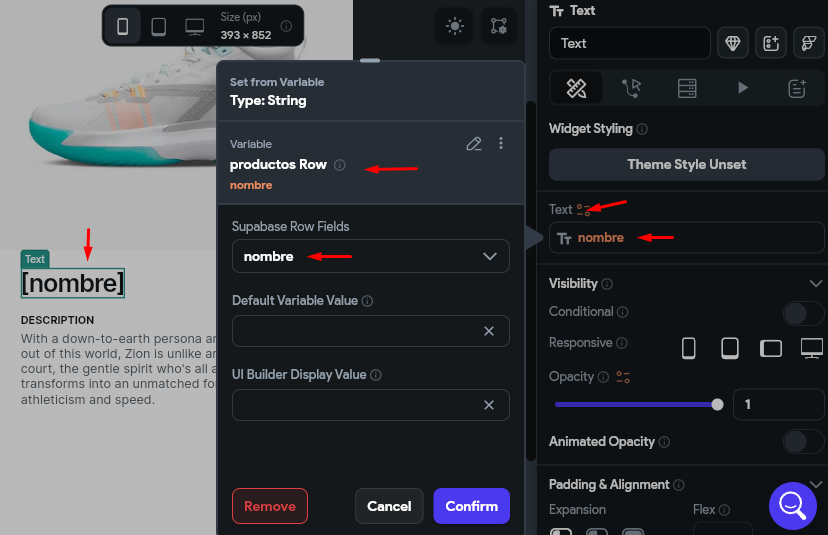 Size (px)
393 × 852
Text
Text
Set from Variable
Type: String
Variable
productos Row
nombre
Supabase Row Fields
nombre
Default Variable Value
UI Builder Display Value
Remove
Cancel
Confirm
Widget Styling
Theme Style Unset
Text
nombre
Visibility
Conditional
Responsive
Opacity
1
Animated Opacity
Padding & Alignment
Expansion
Flex
Text
[nombre]
DESCRIPTION
With a down-to-earth persona an
out of this world, Zion is unlike an
court, the gentle spirit who's all a
transforms into an unmatched fo
athleticism and speed.